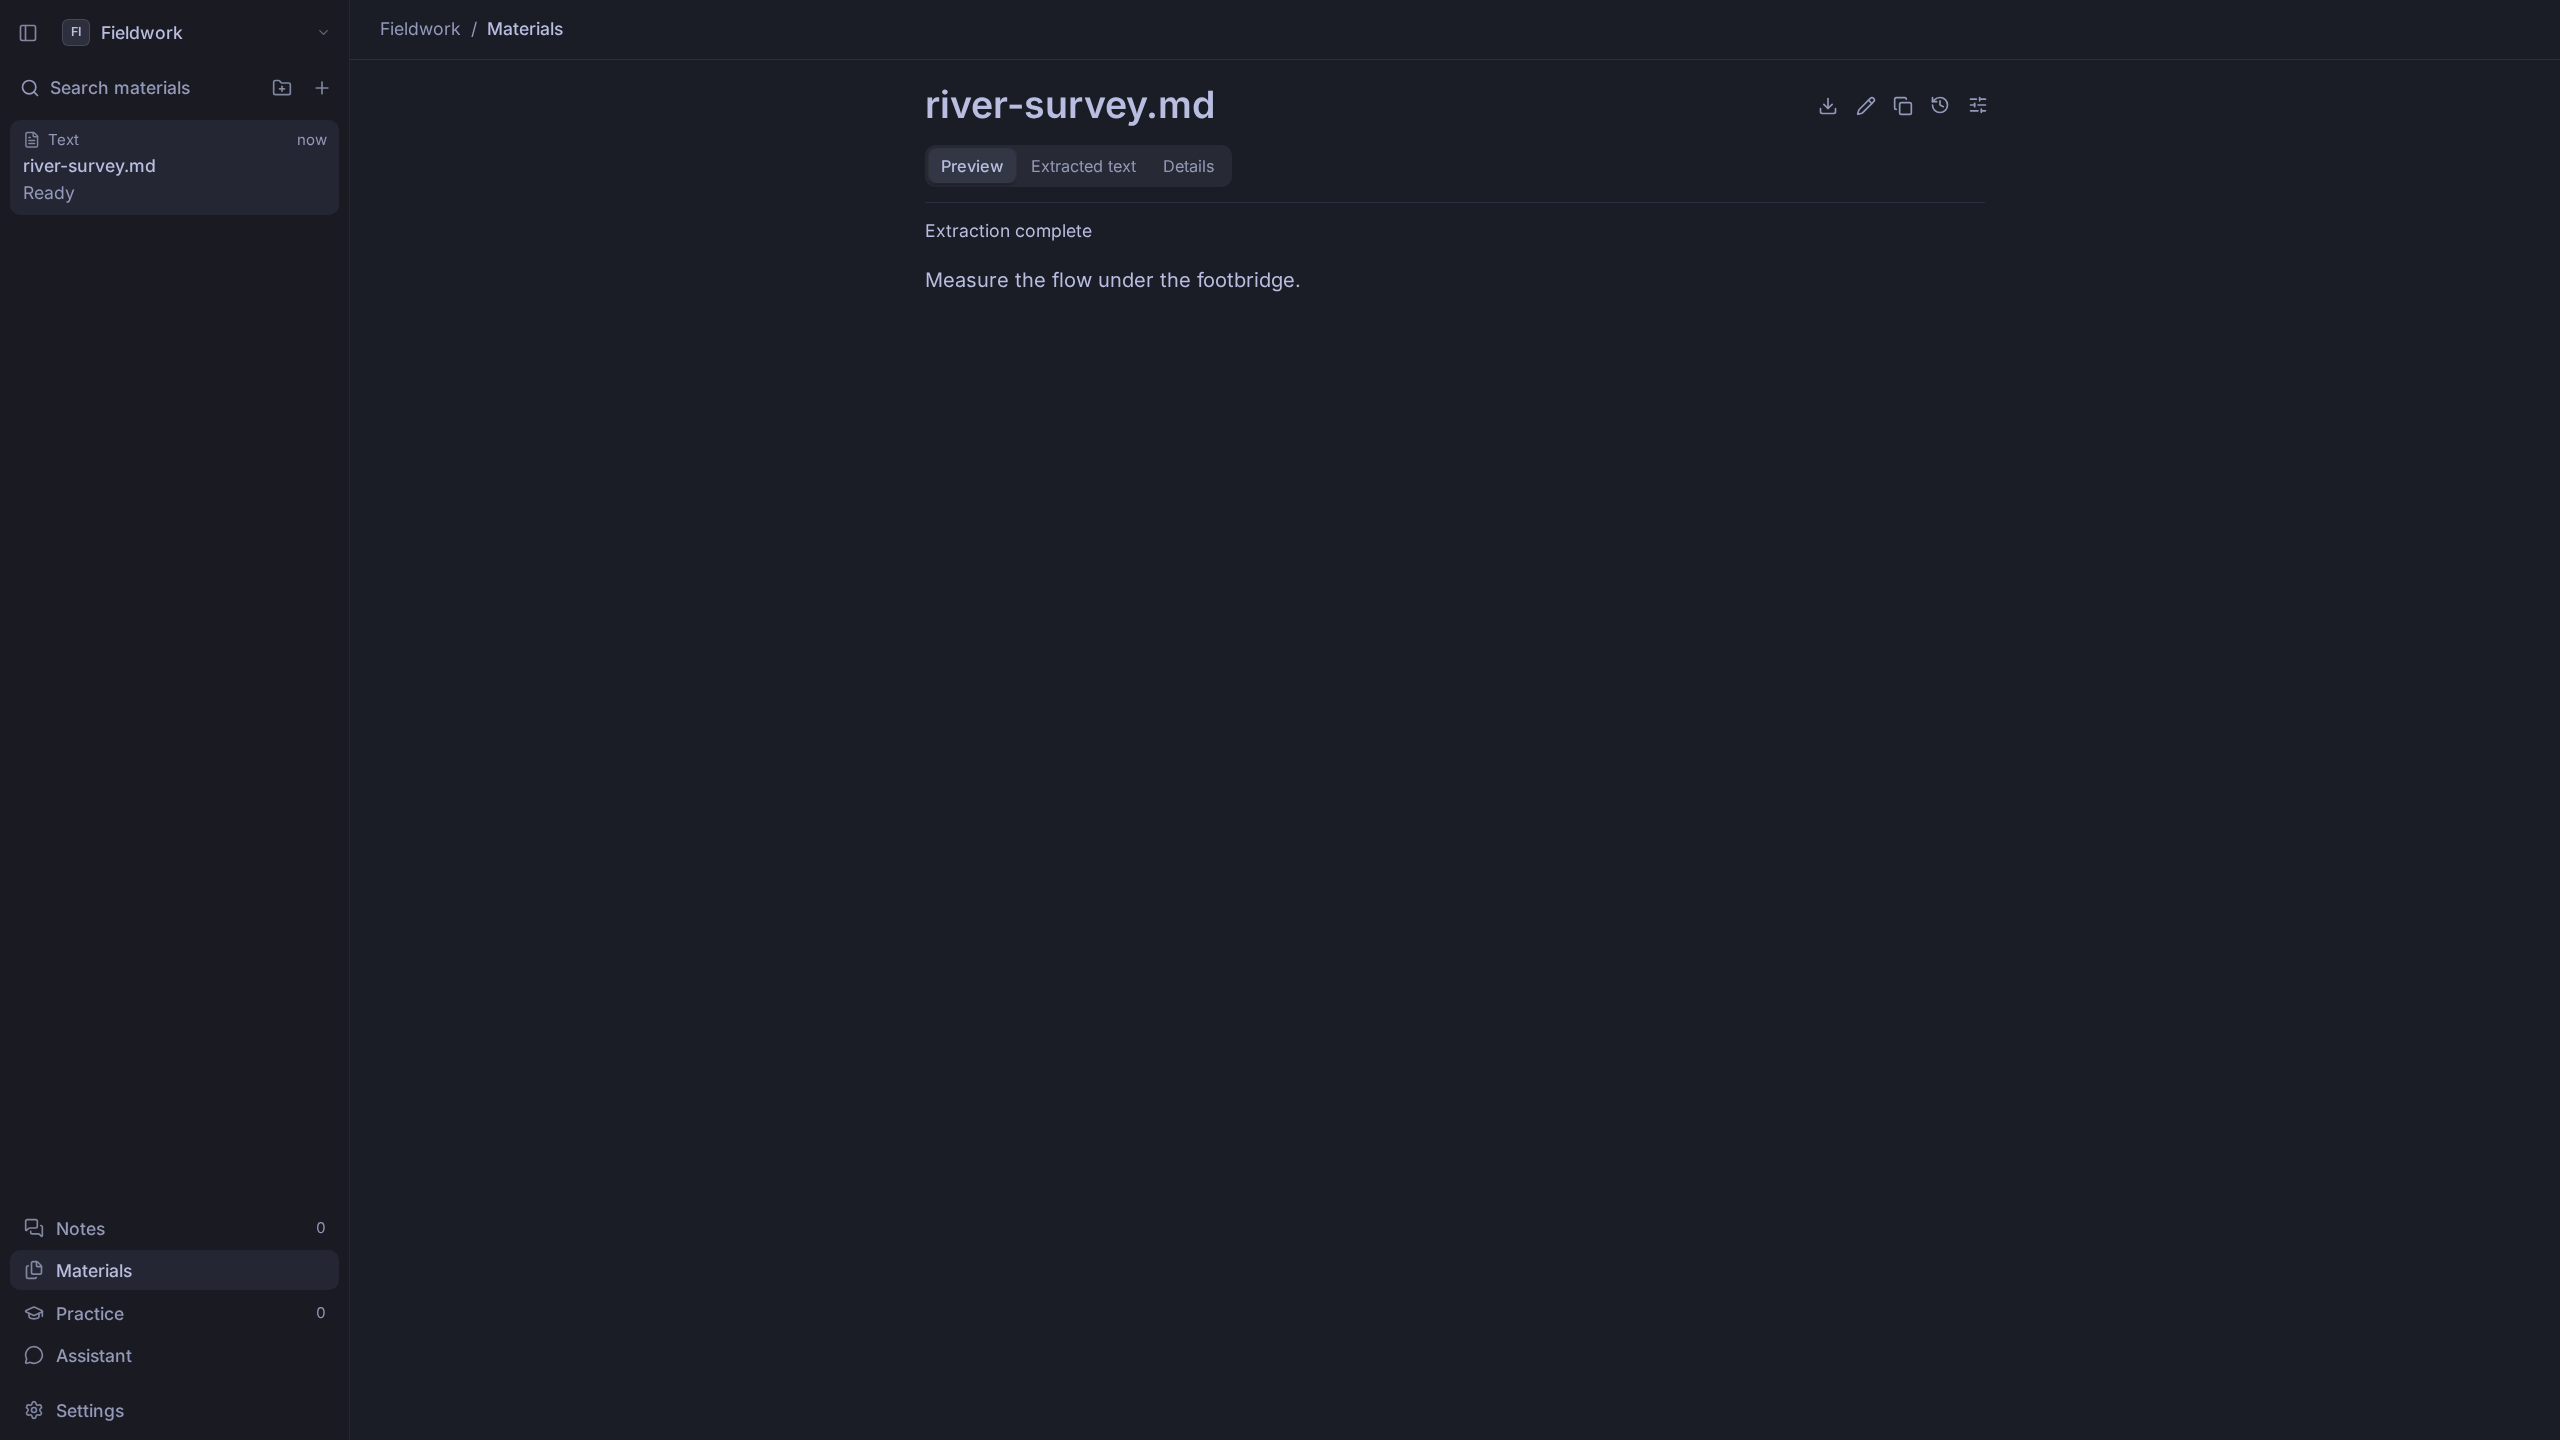 FI Fieldwork
Search materials
Text now
river-survey.md
Ready
Notes 0
Materials
Practice 0
Assistant
Settings
Fieldwork / Materials
river-survey.md
Preview Extracted text Details
Extraction complete
Measure the flow under the footbridge.